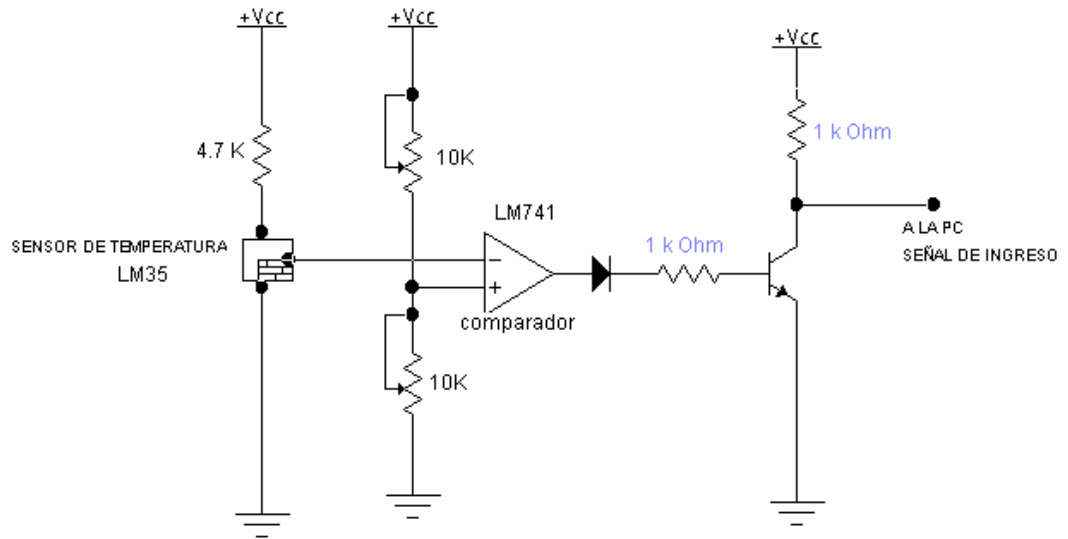 +Vcc
+Vcc
+Vcc
4.7 K
10K
1 k Ohm
LM741
SENSOR DE TEMPERATURA
LM35
−
+
comparador
1 k Ohm
A LA PC
SEÑAL DE INGRESO
10K